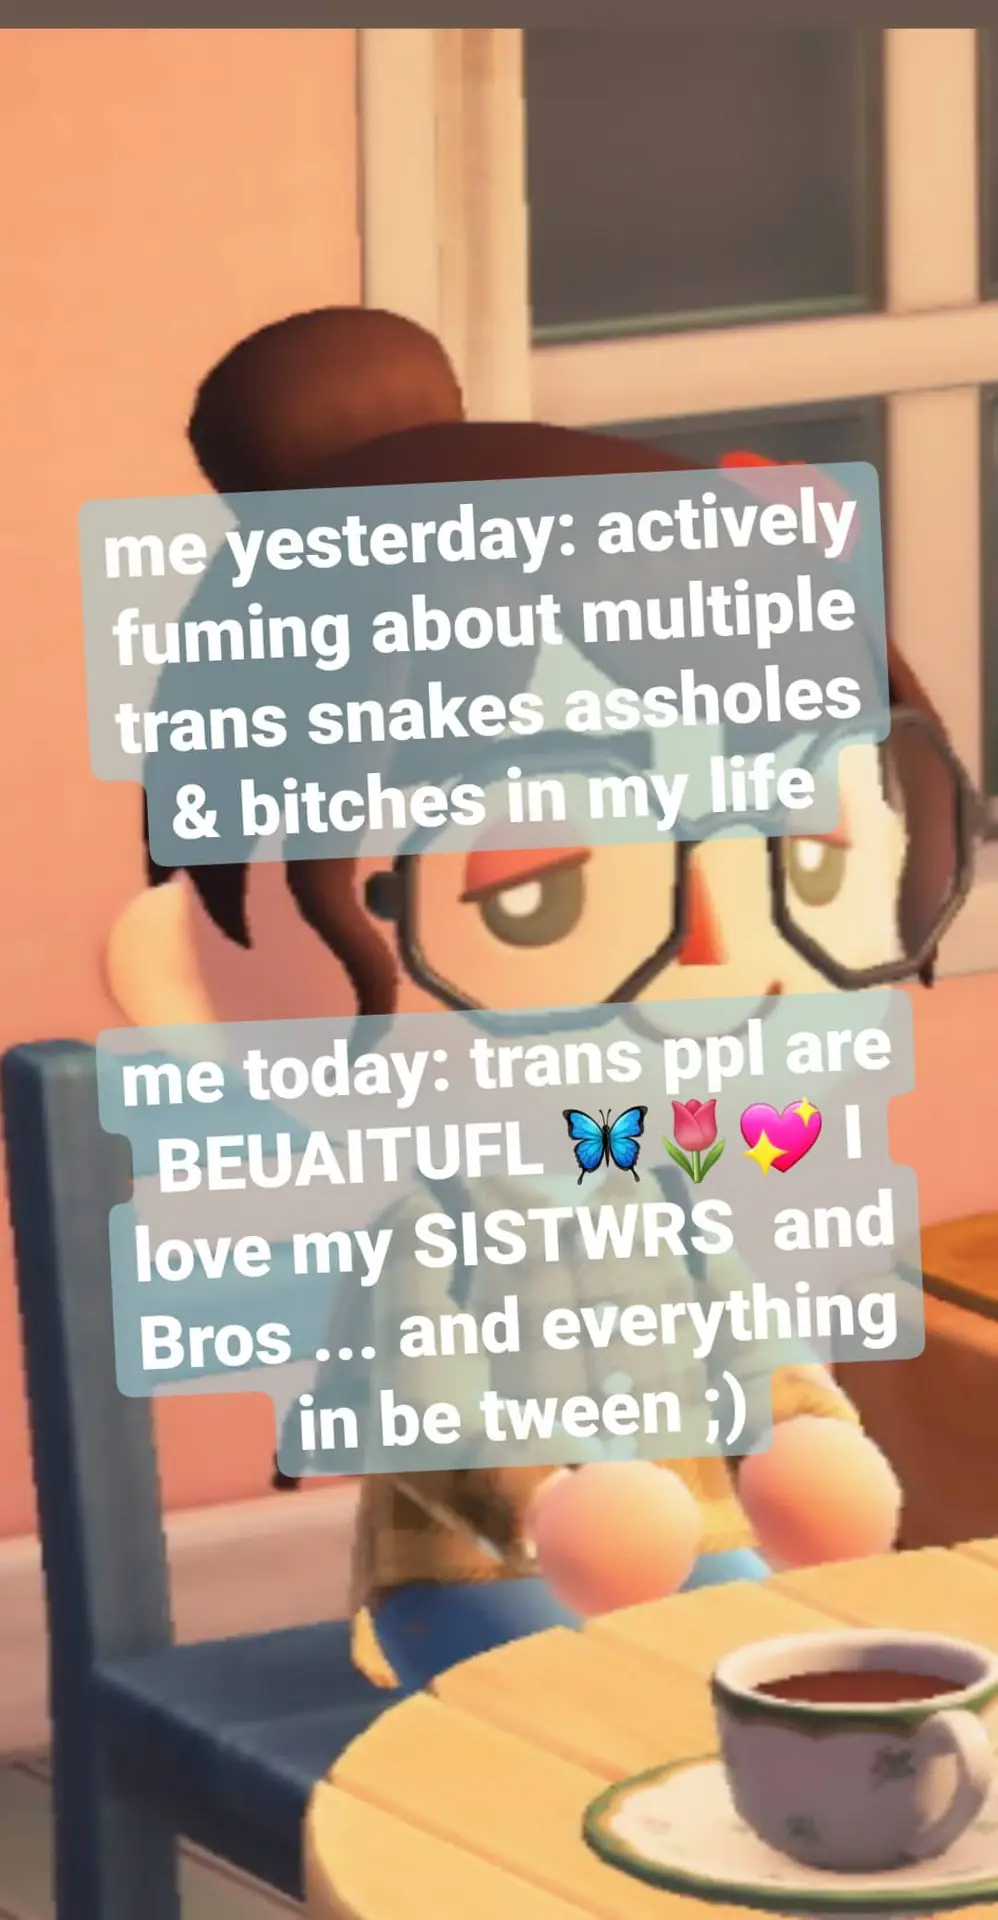 me yesterday: actively
fuming about multiple
trans snakes assholes
& bitches in my life
me today: trans ppl are
BEUAITUFL 🦋🌷💖 I
love my SISTWRS and
Bros ... and everything
in be tween ;)